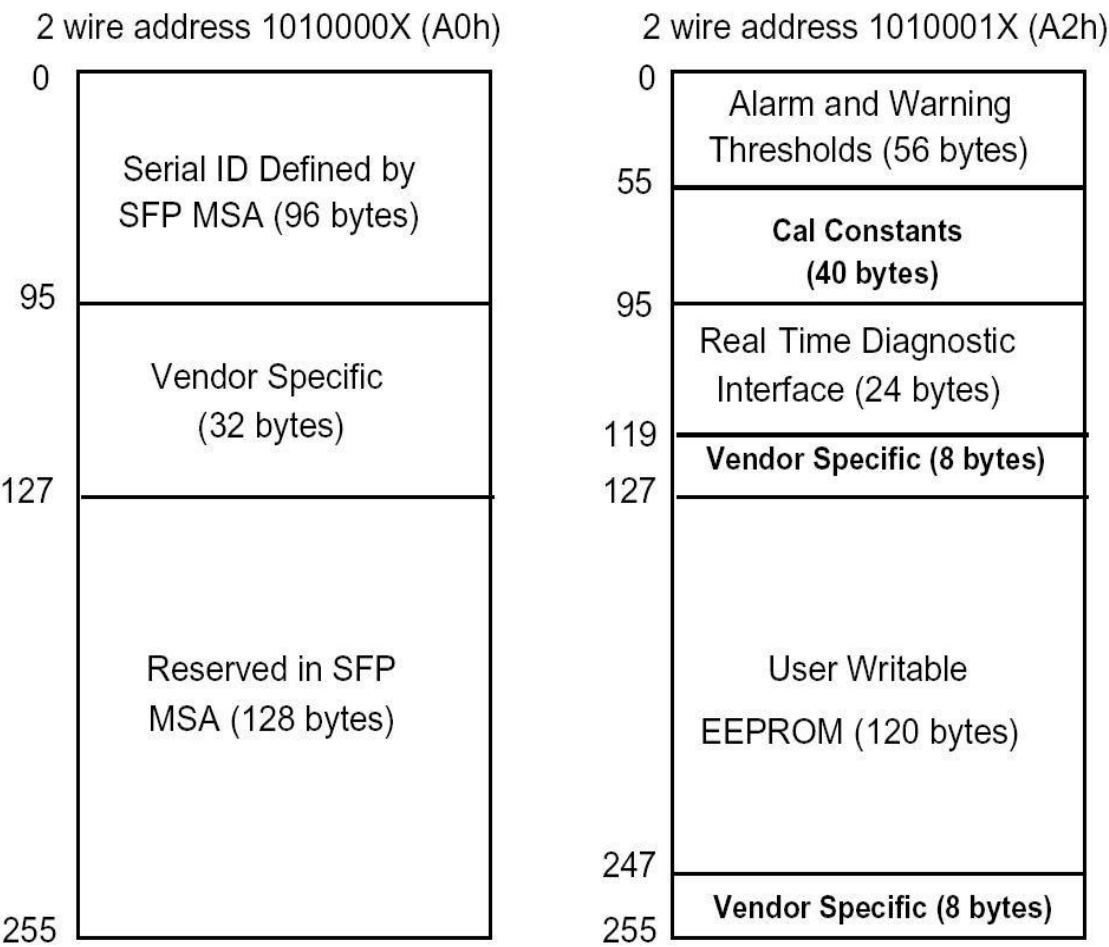 2 wire address 1010000X (A0h)
0
Serial ID Defined by
SFP MSA (96 bytes)
95
Vendor Specific
(32 bytes)
127
Reserved in SFP
MSA (128 bytes)
255
2 wire address 1010001X (A2h)
0
Alarm and Warning
Thresholds (56 bytes)
55
Cal Constants
(40 bytes)
95
Real Time Diagnostic
Interface (24 bytes)
119
Vendor Specific (8 bytes)
127
User Writable
EEPROM (120 bytes)
247
Vendor Specific (8 bytes)
255